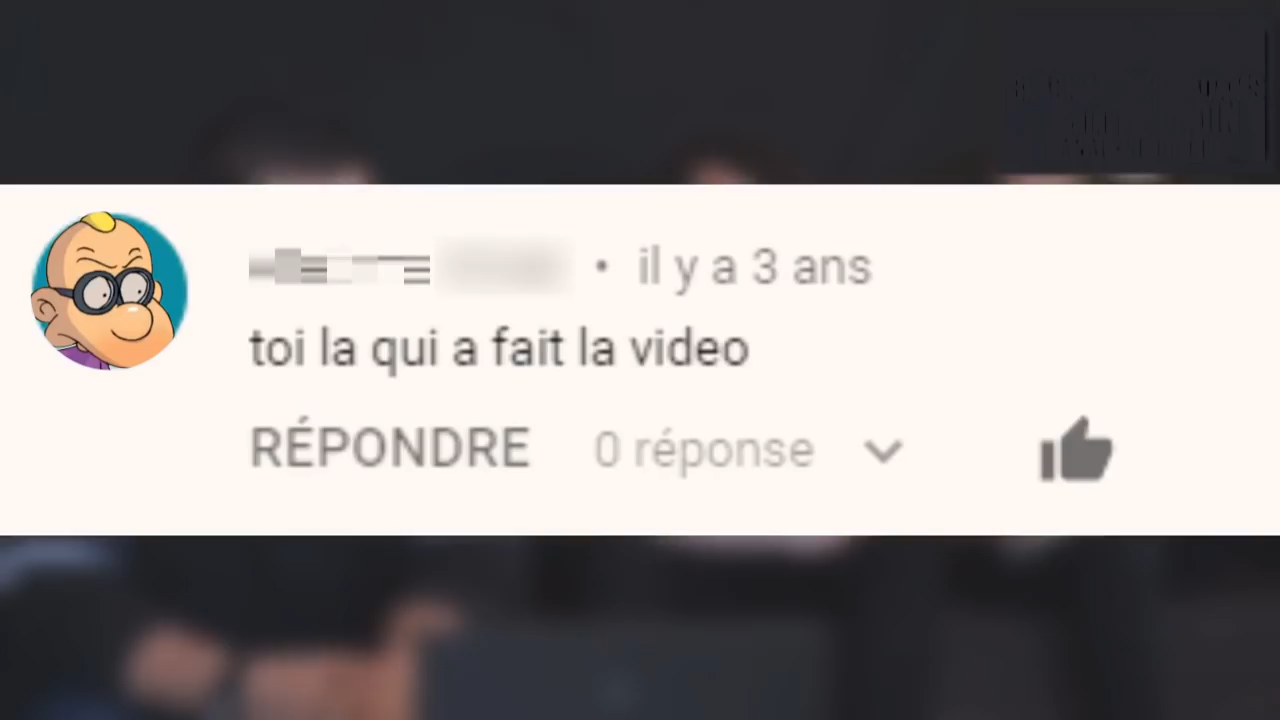 • il y a 3 ans
toi la qui a fait la video
RÉPONDRE 0 réponse